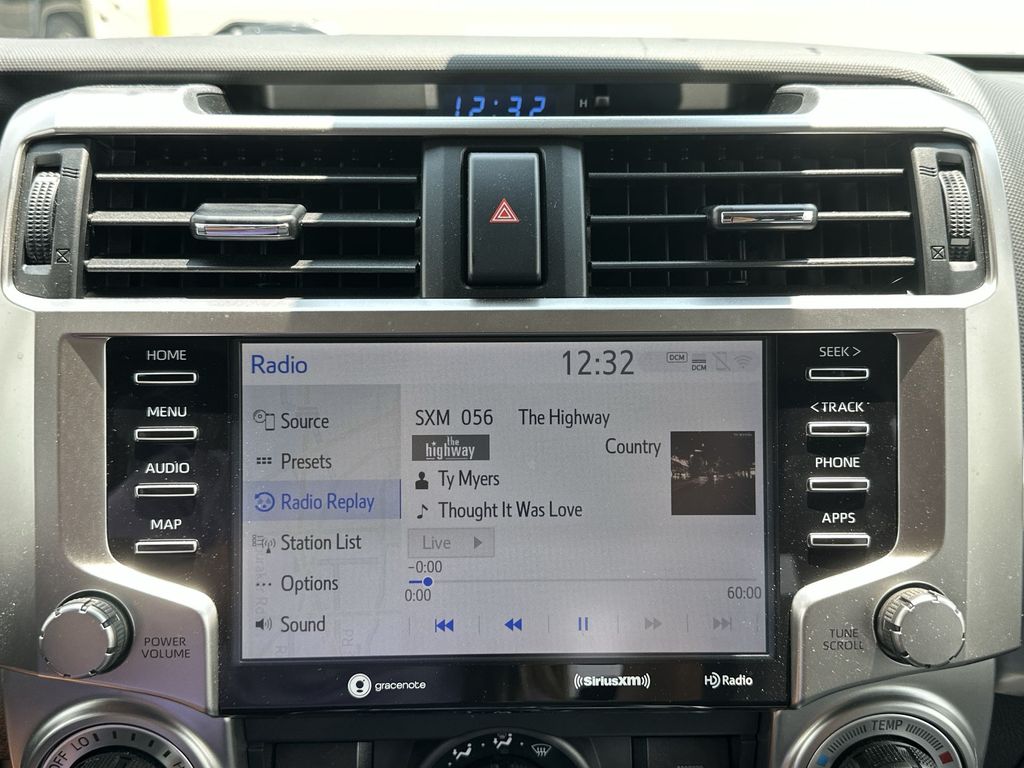 12:32 H
HOME
MENU
AUDIO
MAP
POWER
VOLUME
Radio 12:32 DCM DCM
Source
Presets
Radio Replay
Station List
Options
Sound
SXM 056 The Highway
the highway Country
Ty Myers
Thought It Was Love
Live
−0:00
0:00 60:00
SEEK >
< TRACK
PHONE
APPS
TUNE
SCROLL
gracenote ((SiriusXM)) HD Radio
OFF LO
TEMP